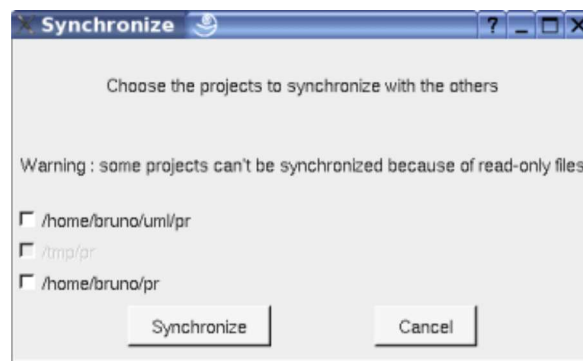 Synchronize
Choose the projects to synchronize with the others
Warning : some projects can't be synchronized because of read-only files
/home/bruno/uml/pr
/tmp/pr
/home/bruno/pr
Synchronize Cancel